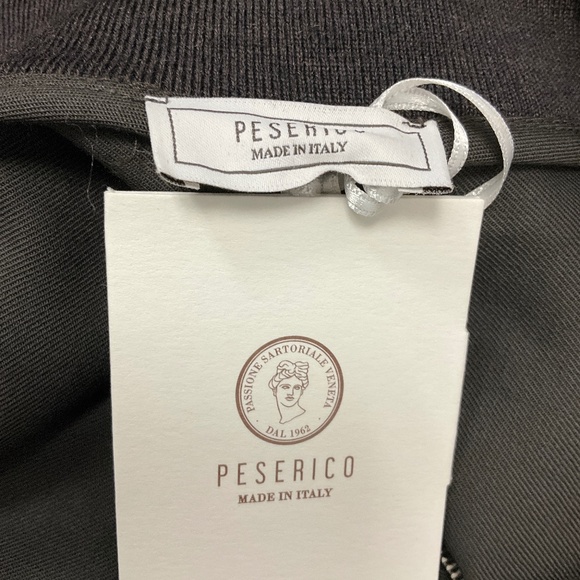 PESERICO
MADE IN ITALY
PASSIONE SARTORIALE VENETA
· DAL 1962 ·
PESERICO
MADE IN ITALY